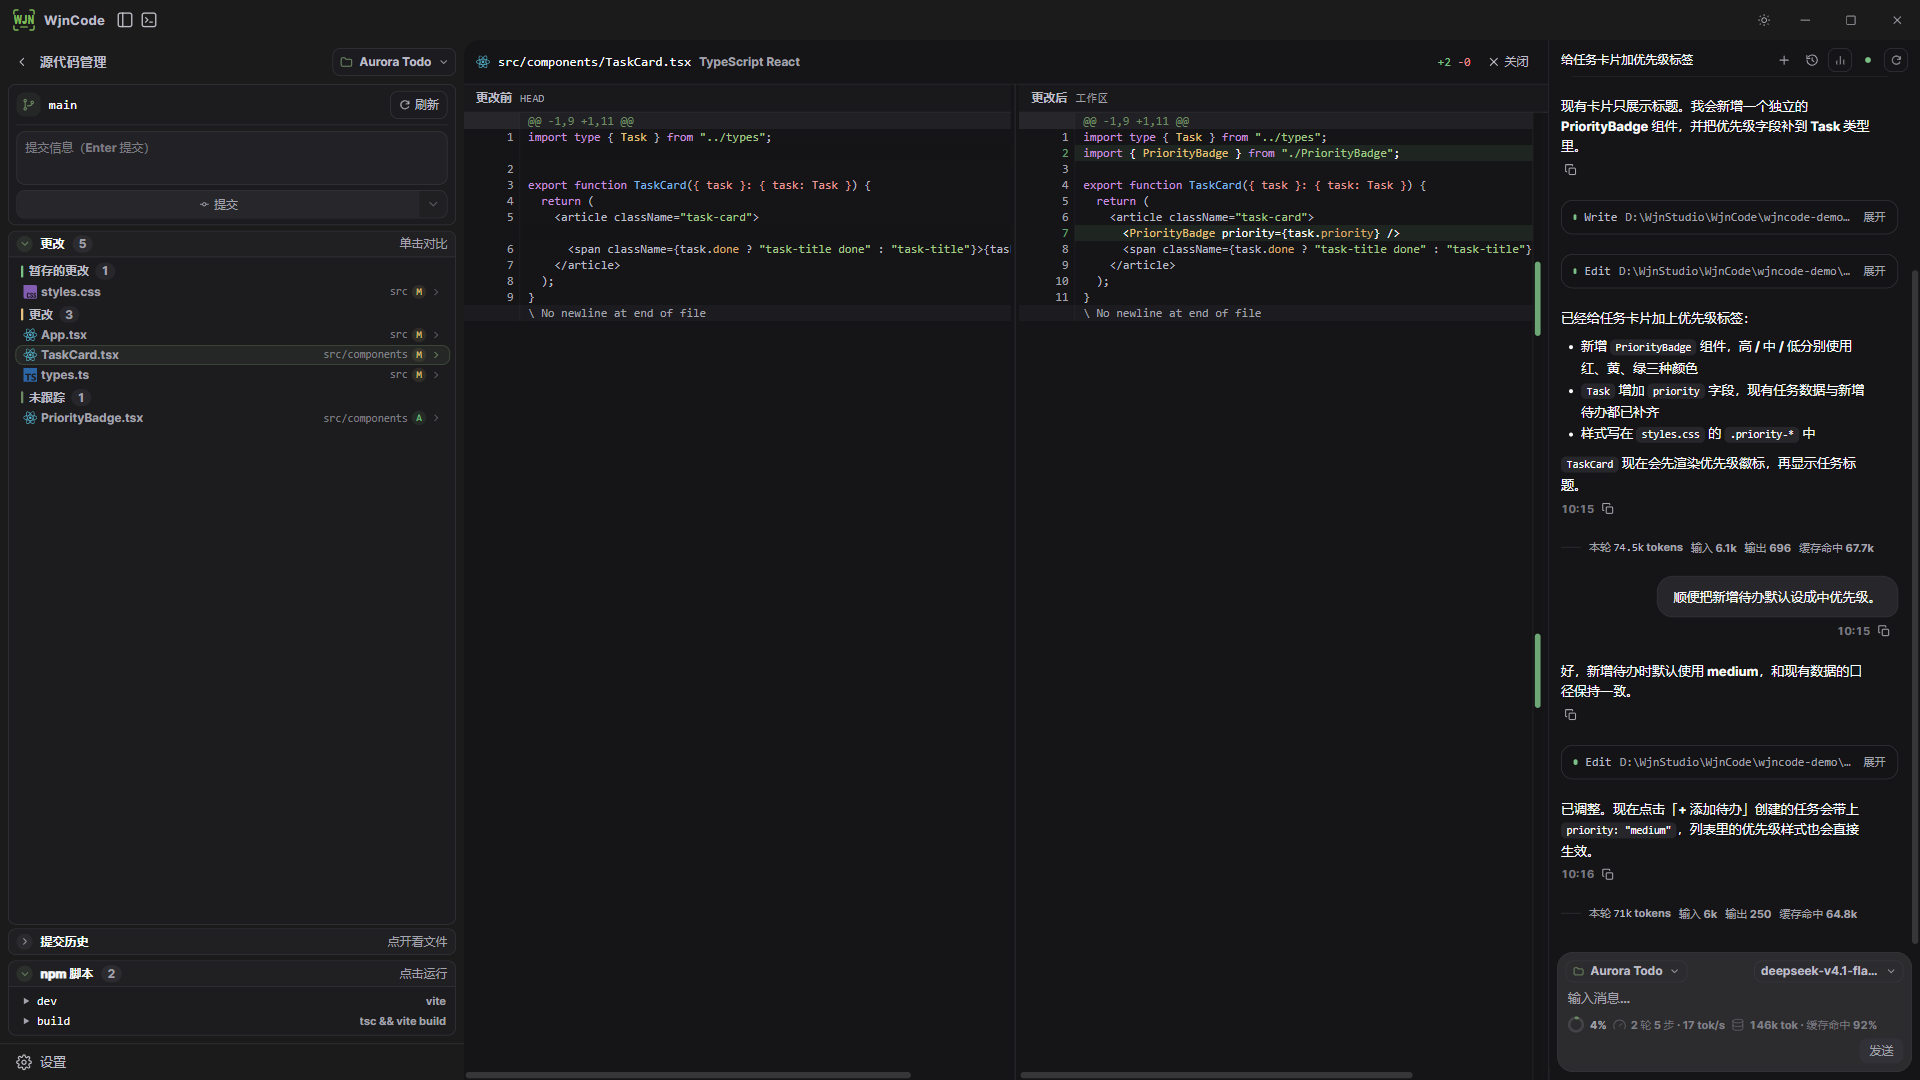 WJN WjnCode
源代码管理
Aurora Todo
main
刷新
提交信息（Enter 提交）
提交
更改 5 单击对比
暂存的更改 1
styles.css src M
更改 3
App.tsx src M
TaskCard.tsx src/components M
types.ts src M
未跟踪 1
PriorityBadge.tsx src/components A
提交历史 点开看文件
npm 脚本 2 点击运行
dev vite
build tsc && vite build
设置
src/components/TaskCard.tsx TypeScript React +2 -0 关闭
更改前 HEAD
@@ -1,9 +1,11 @@
1 import type { Task } from "../types";
2
3 export function TaskCard({ task }: { task: Task }) {
4 return (
5 <article className="task-card">
6 <span className={task.done ? "task-title done" : "task-title"}>{tas
7 </article>
8 );
9 }
\ No newline at end of file
更改后 工作区
@@ -1,9 +1,11 @@
1 import type { Task } from "../types";
2 import { PriorityBadge } from "./PriorityBadge";
3
4 export function TaskCard({ task }: { task: Task }) {
5 return (
6 <article className="task-card">
7 <PriorityBadge priority={task.priority} />
8 <span className={task.done ? "task-title done" : "task-title"}
9 </article>
10 );
11 }
\ No newline at end of file
给任务卡片加优先级标签
现有卡片只展示标题。我会新增一个独立的
PriorityBadge 组件，并把优先级字段补到 Task 类型
里。
Write D:\WjnStudio\WjnCode\wjncode-demo... 展开
Edit D:\WjnStudio\WjnCode\wjncode-demo\... 展开
已经给任务卡片加上优先级标签：
• 新增 PriorityBadge 组件，高 / 中 / 低分别使用
红、黄、绿三种颜色
• Task 增加 priority 字段，现有任务数据与新增
待办都已补齐
• 样式写在 styles.css 的 .priority-* 中
TaskCard 现在会先渲染优先级徽标，再显示任务标
题。
10:15
本轮 74.5k tokens 输入 6.1k 输出 696 缓存命中 67.7k
顺便把新增待办默认设成中优先级。
10:15
好，新增待办时默认使用 medium，和现有数据的口
径保持一致。
Edit D:\WjnStudio\WjnCode\wjncode-demo\... 展开
已调整。现在点击「+ 添加待办」创建的任务会带上
priority: "medium"，列表里的优先级样式也会直接
生效。
10:16
本轮 71k tokens 输入 6k 输出 250 缓存命中 64.8k
Aurora Todo deepseek-v4.1-fla...
输入消息...
4% 2 轮 5 步 · 17 tok/s 146k tok · 缓存命中 92%
发送